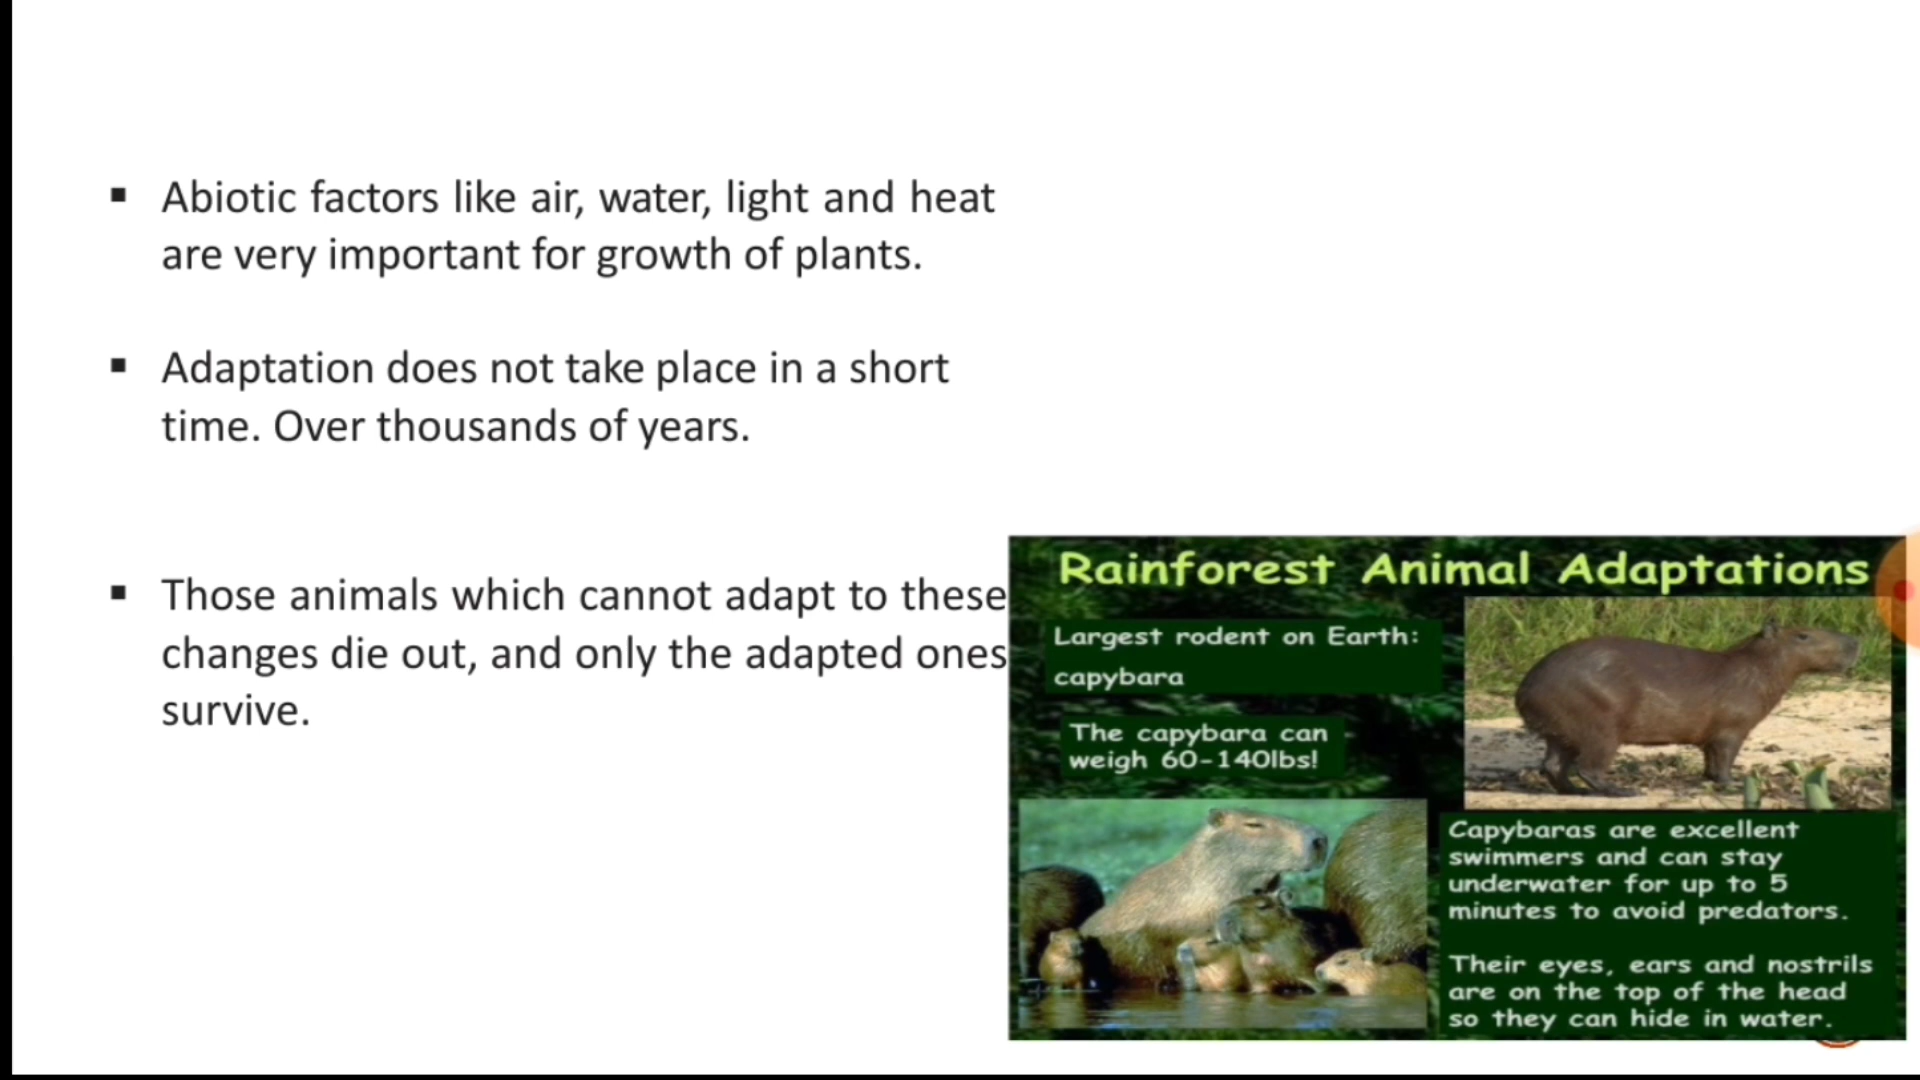 ▪ Abiotic factors like air, water, light and heat
are very important for growth of plants.
▪ Adaptation does not take place in a short
time. Over thousands of years.
▪ Those animals which cannot adapt to these
changes die out, and only the adapted ones
survive.
Rainforest Animal Adaptations
Largest rodent on Earth:
capybara
The capybara can
weigh 60-140lbs!
Capybaras are excellent
swimmers and can stay
underwater for up to 5
minutes to avoid predators.
Their eyes, ears and nostrils
are on the top of the head
so they can hide in water.